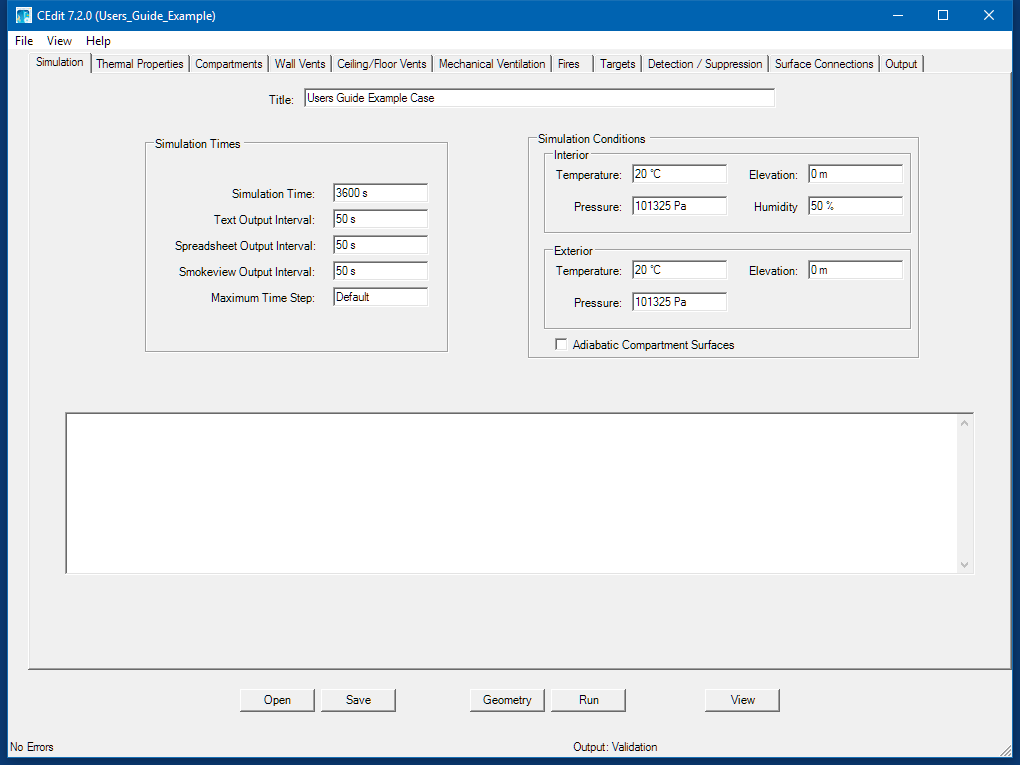 CEdit 7.2.0 (Users_Guide_Example)
File View Help
Simulation Thermal Properties Compartments Wall Vents Ceiling/Floor Vents Mechanical Ventilation Fires Targets Detection / Suppression Surface Connections Output
Title: Users Guide Example Case
Simulation Times
Simulation Time: 3600 s
Text Output Interval: 50 s
Spreadsheet Output Interval: 50 s
Smokeview Output Interval: 50 s
Maximum Time Step: Default
Simulation Conditions
Interior
Temperature: 20 °C Elevation: 0 m
Pressure: 101325 Pa Humidity 50 %
Exterior
Temperature: 20 °C Elevation: 0 m
Pressure: 101325 Pa
Adiabatic Compartment Surfaces
Open Save Geometry Run View
No Errors Output: Validation